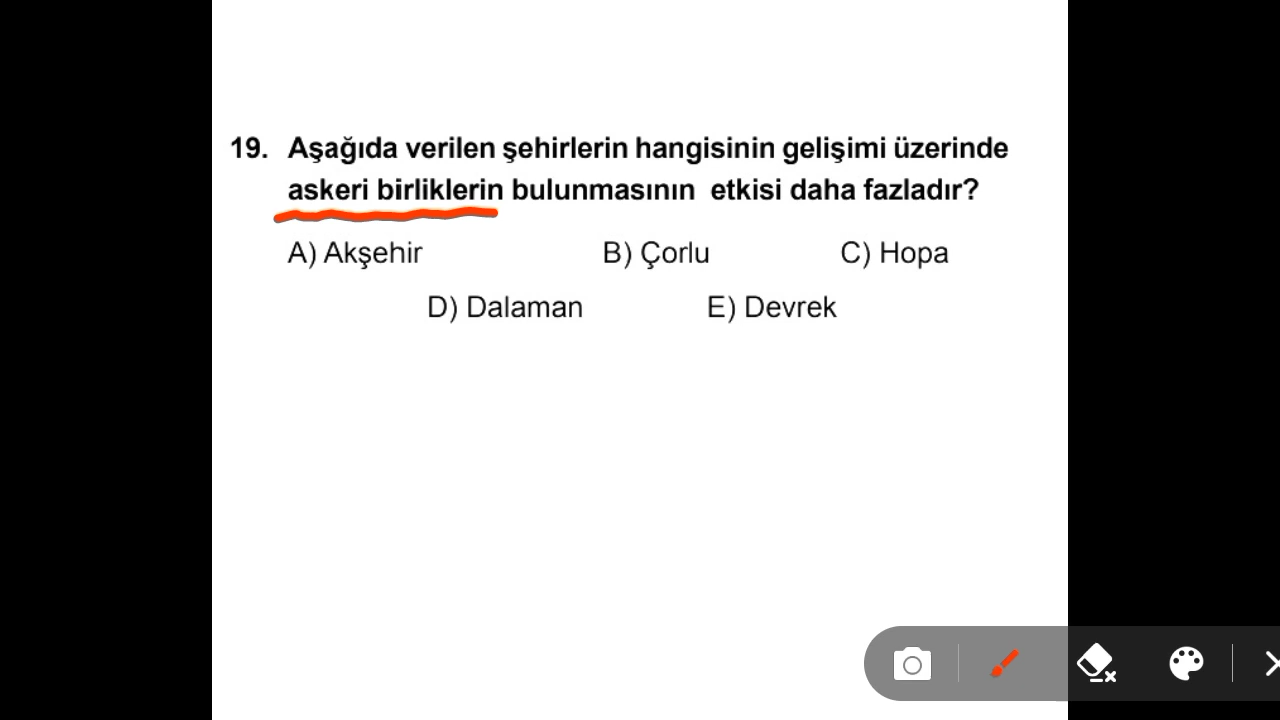 19. Aşağıda verilen şehirlerin hangisinin gelişimi üzerinde
askeri birliklerin bulunmasının etkisi daha fazladır?
A) Akşehir B) Çorlu C) Hopa
D) Dalaman E) Devrek